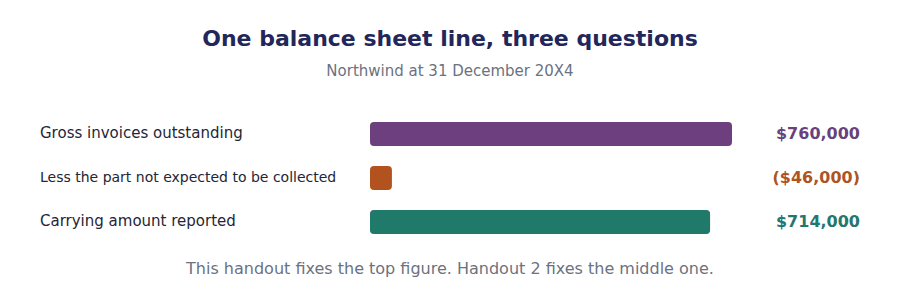 One balance sheet line, three questions
Northwind at 31 December 20X4
Gross invoices outstanding $760,000
Less the part not expected to be collected ($46,000)
Carrying amount reported $714,000
This handout fixes the top figure. Handout 2 fixes the middle one.